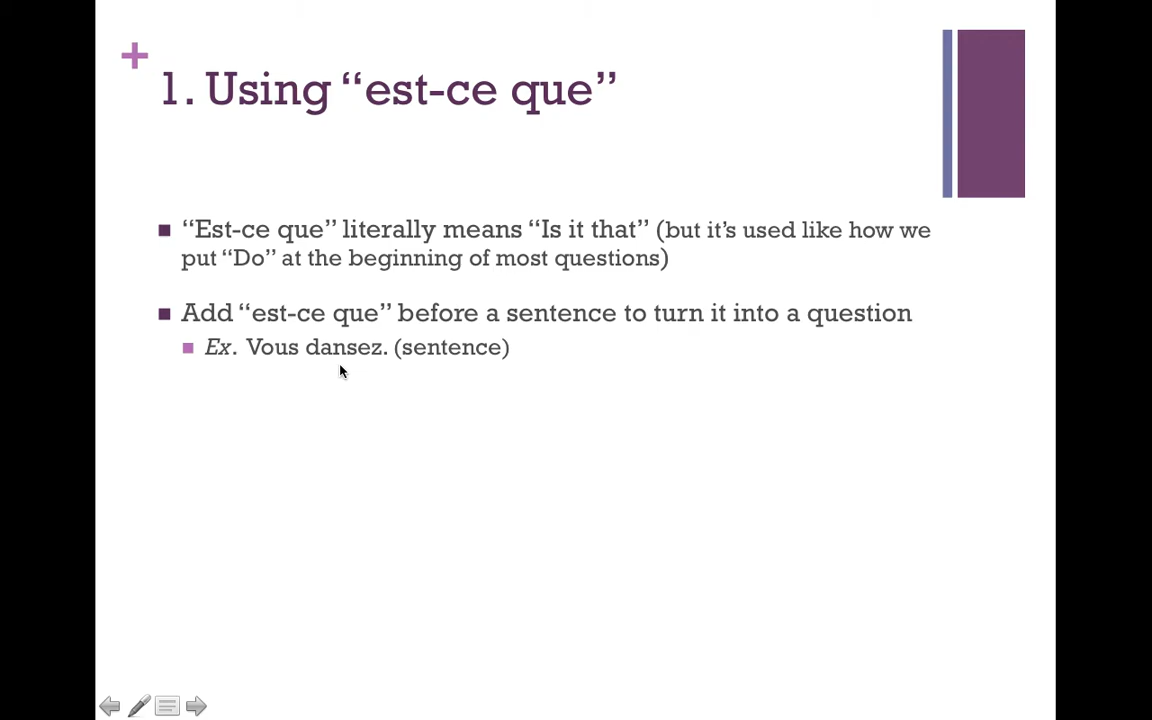 +
1. Using “est-ce que”
“Est-ce que” literally means “Is it that” (but it’s used like how we
put “Do” at the beginning of most questions)
Add “est-ce que” before a sentence to turn it into a question
Ex. Vous dansez. (sentence)